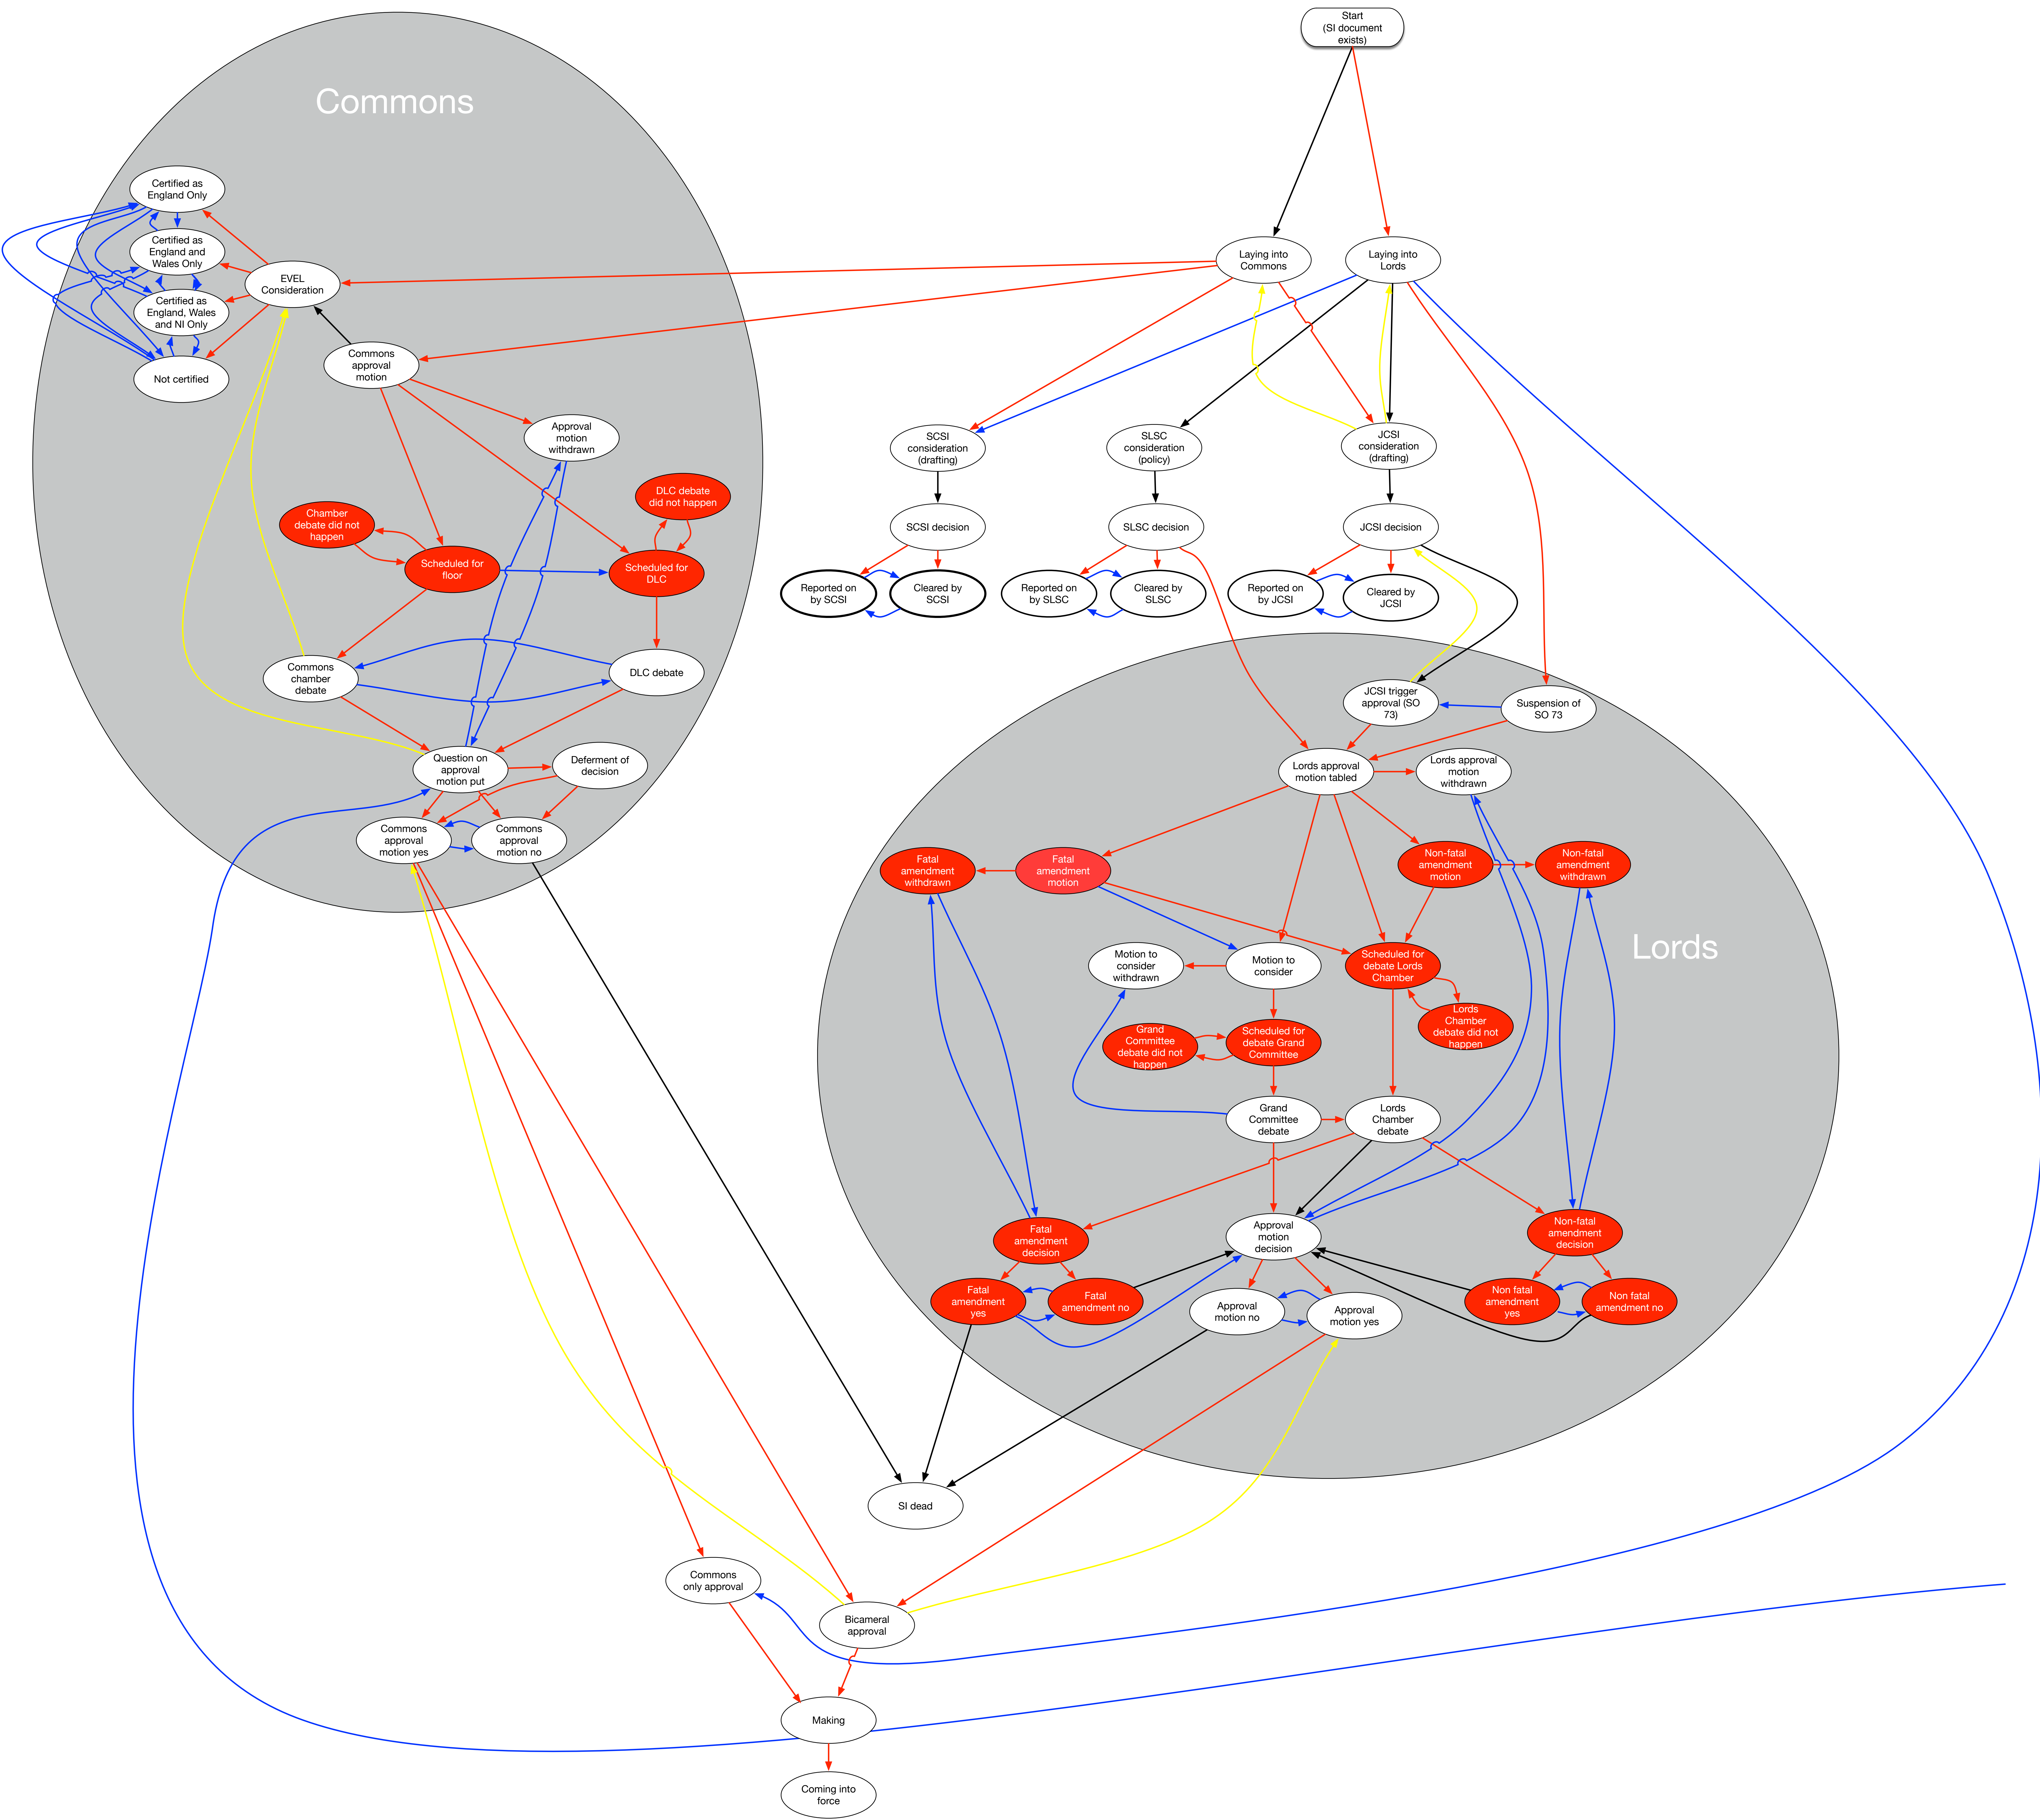 Start
(SI document
exists)
Commons
Certified as
England Only
Certified as
England and
Wales Only
Certified as
England, Wales
and NI Only
Not certified
EVEL
Consideration
Commons
approval
motion
Approval
motion
withdrawn
DLC debate
did not happen
Chamber
debate did not
happen
Scheduled for
floor
Scheduled for
DLC
Commons
chamber
debate
DLC debate
Question on
approval
motion put
Deferment of
decision
Commons
approval
motion yes
Commons
approval
motion no
Laying into
Commons
Laying into
Lords
SCSI
consideration
(drafting)
SLSC
consideration
(policy)
JCSI
consideration
(drafting)
SCSI decision
SLSC decision
JCSI decision
Reported on
by SCSI
Cleared by
SCSI
Reported on
by SLSC
Cleared by
SLSC
Reported on
by JCSI
Cleared by
JCSI
Lords
JCSI trigger
approval (SO
73)
Suspension of
SO 73
Lords approval
motion tabled
Lords approval
motion
withdrawn
Fatal
amendment
withdrawn
Fatal
amendment
motion
Non-fatal
amendment
motion
Non-fatal
amendment
withdrawn
Motion to
consider
withdrawn
Motion to
consider
Scheduled for
debate Lords
Chamber
Lords
Chamber
debate did not
happen
Grand
Committee
debate did not
happen
Scheduled for
debate Grand
Committee
Grand
Committee
debate
Lords
Chamber
debate
Fatal
amendment
decision
Approval
motion
decision
Non-fatal
amendment
decision
Fatal
amendment
yes
Fatal
amendment no
Approval
motion no
Approval
motion yes
Non fatal
amendment
yes
Non fatal
amendment no
SI dead
Commons
only approval
Bicameral
approval
Making
Coming into
force